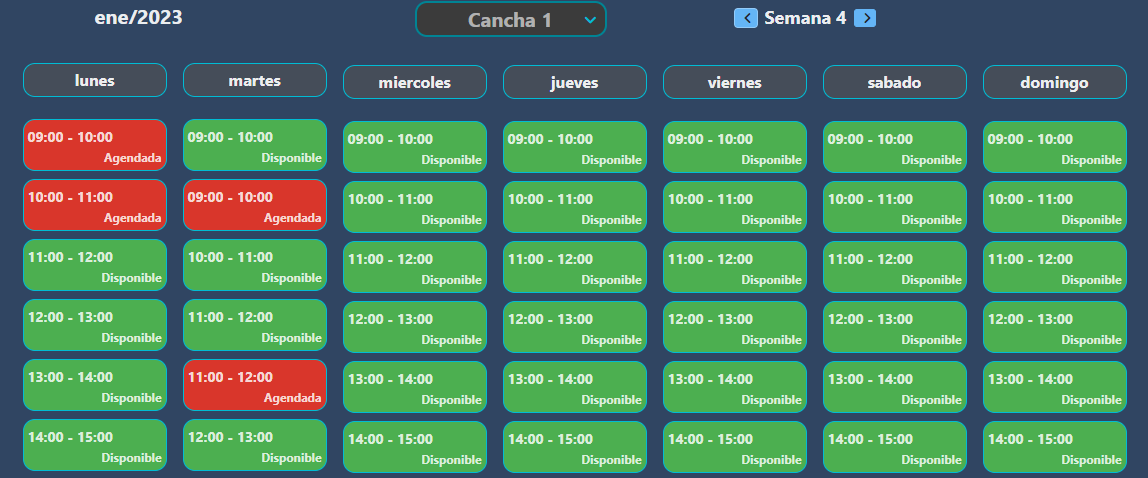 ene/2023 Cancha 1 Semana 4
lunes martes miercoles jueves viernes sabado domingo
09:00 - 10:00 09:00 - 10:00 09:00 - 10:00 09:00 - 10:00 09:00 - 10:00 09:00 - 10:00 09:00 - 10:00
Agendada Disponible Disponible Disponible Disponible Disponible Disponible
10:00 - 11:00 09:00 - 10:00 10:00 - 11:00 10:00 - 11:00 10:00 - 11:00 10:00 - 11:00 10:00 - 11:00
Agendada Agendada Disponible Disponible Disponible Disponible Disponible
11:00 - 12:00 10:00 - 11:00 11:00 - 12:00 11:00 - 12:00 11:00 - 12:00 11:00 - 12:00 11:00 - 12:00
Disponible Disponible Disponible Disponible Disponible Disponible Disponible
12:00 - 13:00 11:00 - 12:00 12:00 - 13:00 12:00 - 13:00 12:00 - 13:00 12:00 - 13:00 12:00 - 13:00
Disponible Disponible Disponible Disponible Disponible Disponible Disponible
13:00 - 14:00 11:00 - 12:00 13:00 - 14:00 13:00 - 14:00 13:00 - 14:00 13:00 - 14:00 13:00 - 14:00
Disponible Agendada Disponible Disponible Disponible Disponible Disponible
14:00 - 15:00 12:00 - 13:00 14:00 - 15:00 14:00 - 15:00 14:00 - 15:00 14:00 - 15:00 14:00 - 15:00
Disponible Disponible Disponible Disponible Disponible Disponible Disponible